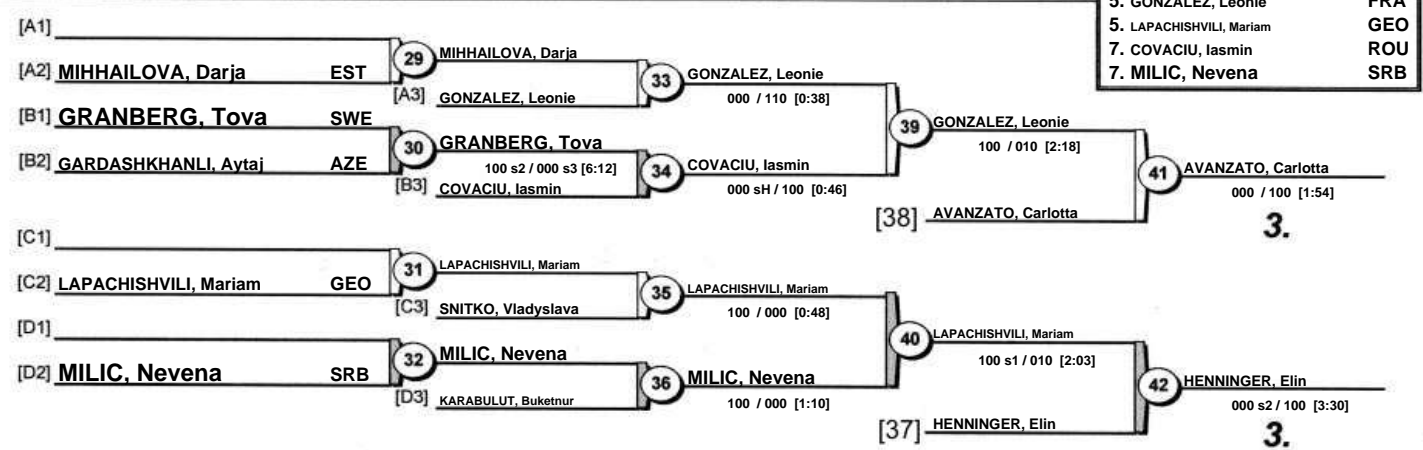 5. GONZALEZ, Leonie FRA
5. LAPACHISHVILI, Mariam GEO
7. COVACIU, Iasmin ROU
7. MILIC, Nevena SRB
[A1]
[A2] MIHHAILOVA, Darja EST
29
MIHHAILOVA, Darja
[A3] GONZALEZ, Leonie
33
GONZALEZ, Leonie
000 / 110 [0:38]
[B1] GRANBERG, Tova SWE
[B2] GARDASHKHANLI, Aytaj AZE
30
GRANBERG, Tova
100 s2 / 000 s3 [6:12]
[B3] COVACIU, Iasmin
34
COVACIU, Iasmin
000 sH / 100 [0:46]
39
GONZALEZ, Leonie
100 / 010 [2:18]
[38] AVANZATO, Carlotta
41
AVANZATO, Carlotta
000 / 100 [1:54]
3.
[C1]
[C2] LAPACHISHVILI, Mariam GEO
31
LAPACHISHVILI, Mariam
[C3] SNITKO, Vladyslava
35
LAPACHISHVILI, Mariam
100 / 000 [0:48]
[D1]
[D2] MILIC, Nevena SRB
32
MILIC, Nevena
[D3] KARABULUT, Buketnur
36
MILIC, Nevena
100 / 000 [1:10]
40
LAPACHISHVILI, Mariam
100 s1 / 010 [2:03]
[37] HENNINGER, Elin
42
HENNINGER, Elin
000 s2 / 100 [3:30]
3.